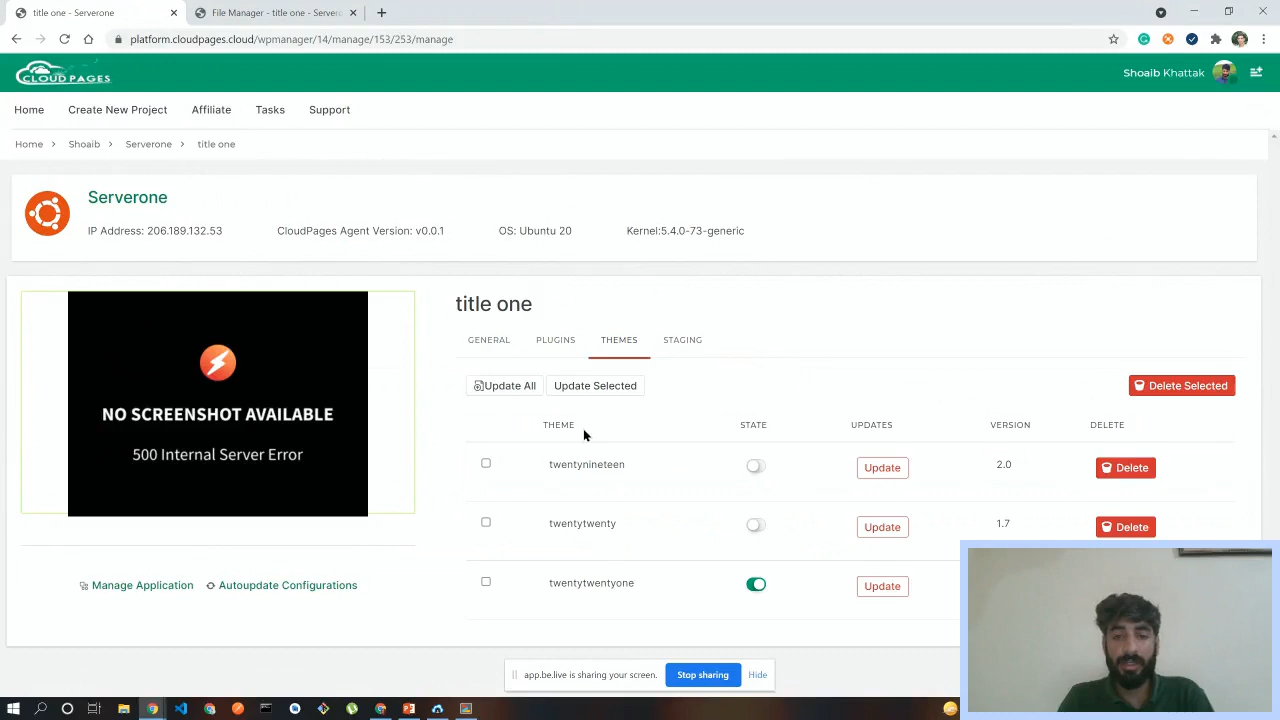 title one - Serverone
File Manager - title one - Servero
platform.cloudpages.cloud/wpmanager/14/manage/153/253/manage
CLOUD PAGES
Shoaib Khattak
Home Create New Project Affiliate Tasks Support
Home > Shoaib > Serverone > title one
Serverone
IP Address: 206.189.132.53 CloudPages Agent Version: v0.0.1 OS: Ubuntu 20 Kernel:5.4.0-73-generic
title one
GENERAL PLUGINS THEMES STAGING
Update All Update Selected Delete Selected
THEME STATE UPDATES VERSION DELETE
twentynineteen Update 2.0 Delete
twentytwenty Update 1.7 Delete
twentytwentyone Update
NO SCREENSHOT AVAILABLE
500 Internal Server Error
Manage Application Autoupdate Configurations
app.be.live is sharing your screen. Stop sharing Hide